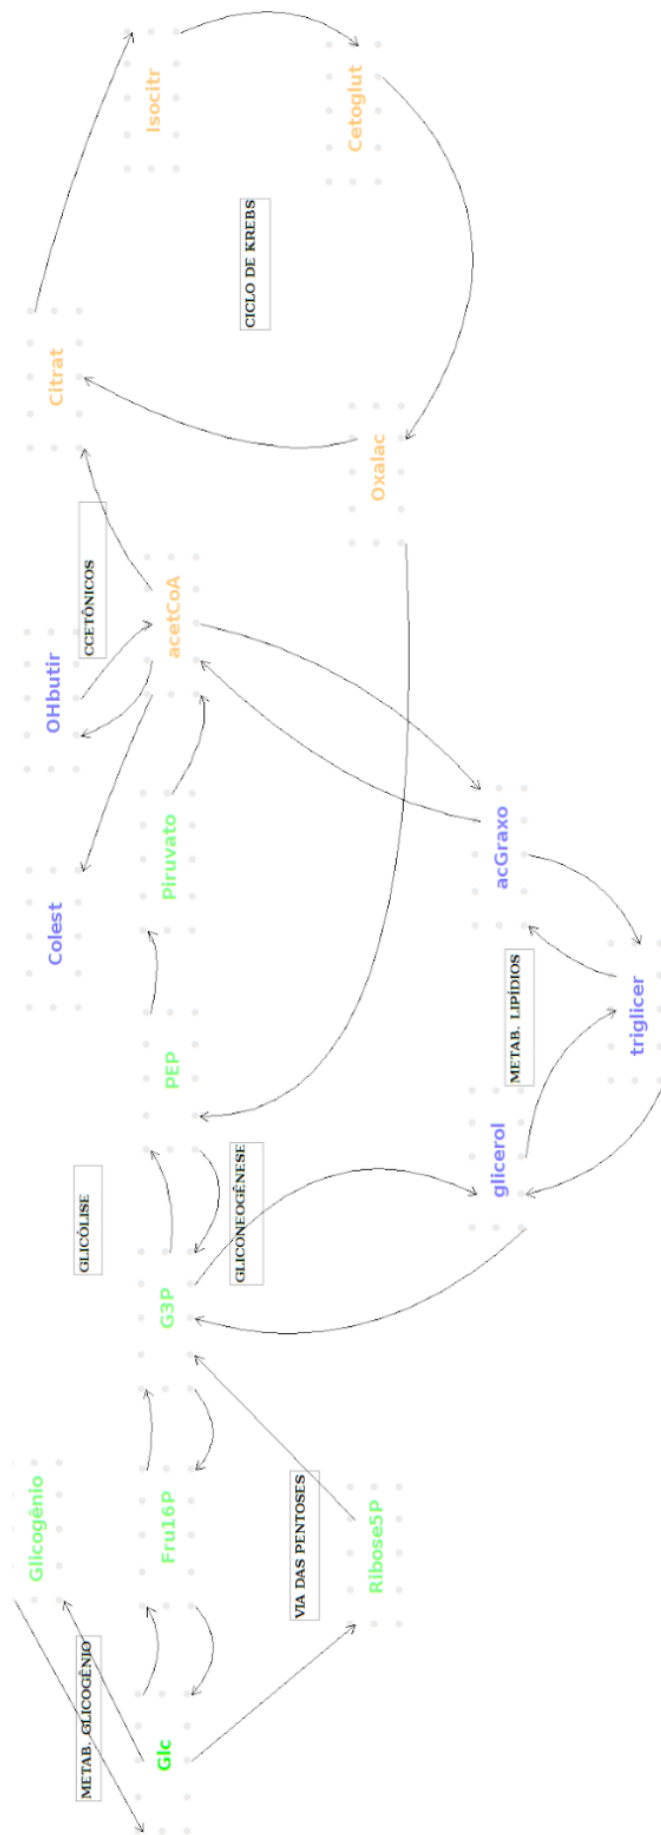 Glicogênio
METAB. GLICOGÊNIO
Glc
Fru16P
VIA DAS PENTOSES
Ribose5P
GLICÓLISE
G3P
GLICONEOGÊNESE
PEP
Piruvato
Colest
OHbutir
CCETÔNICOS
acetCoA
glicerol
METAB. LIPÍDIOS
triglicer
acGraxo
Citrat
Oxalac
CICLO DE KREBS
Isocitr
Cetoglut